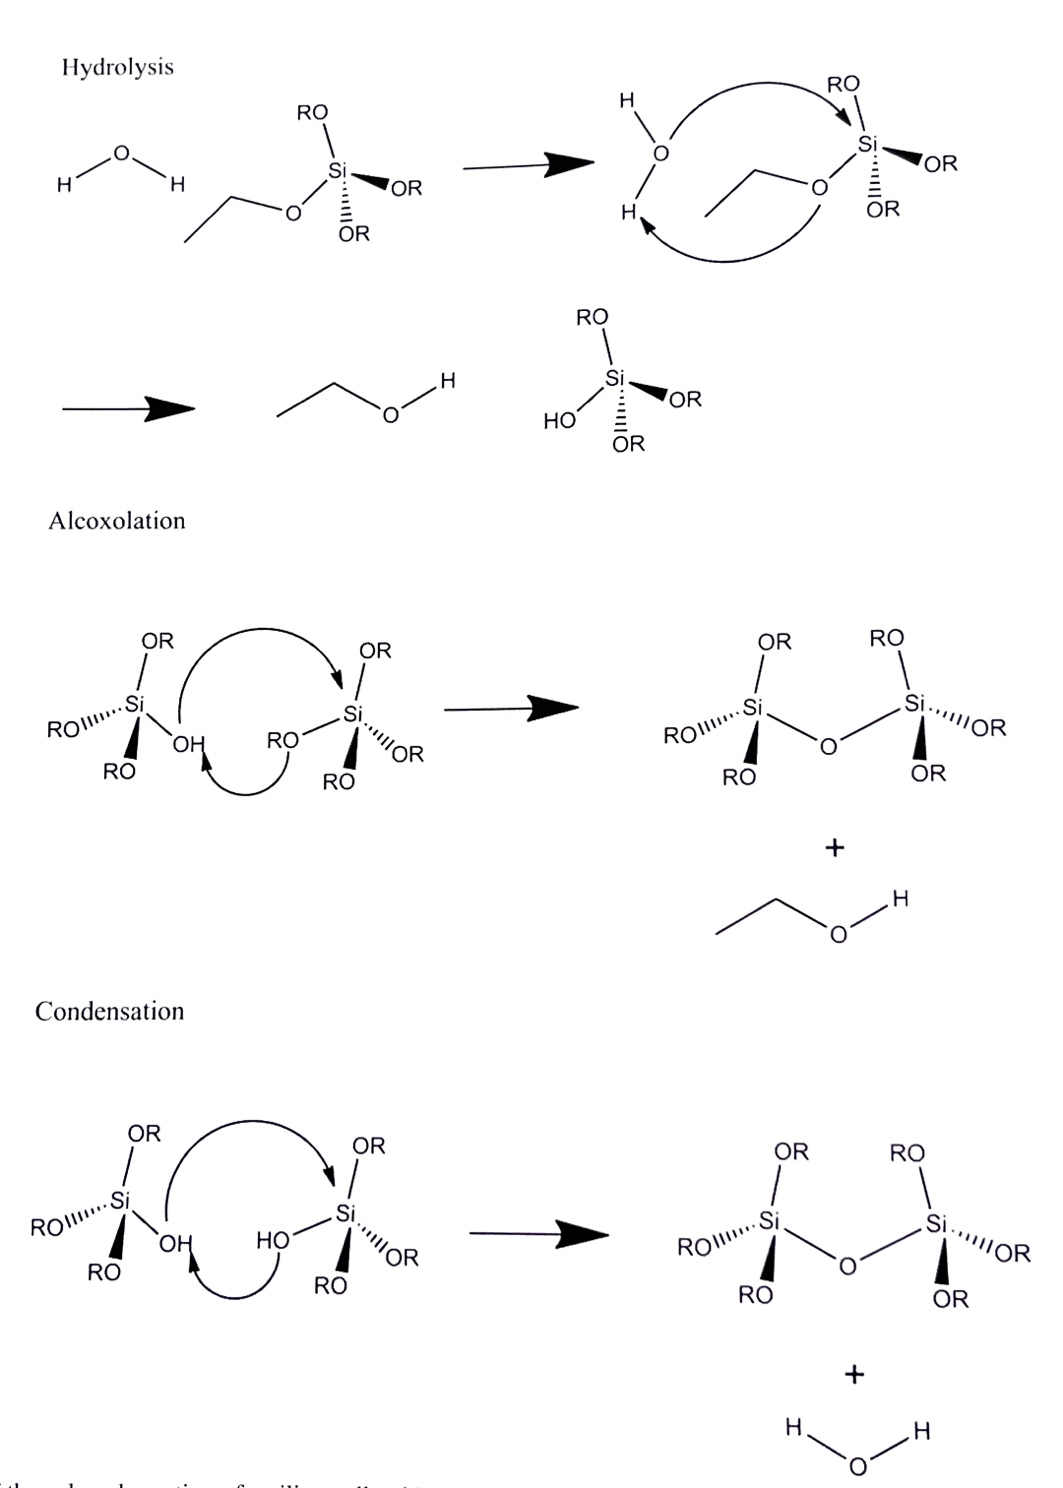 Hydrolysis
H O H RO Si OR O OR
H O H RO Si OR O OR
O H RO Si OR HO OR
Alcoxolation
OR Si RO OH RO
OR Si RO OR RO
OR Si RO RO O RO Si OR OR
+
O H
Condensation
OR Si RO OH RO
OR Si HO OR RO
OR Si RO RO O RO Si OR OR
+
H O H